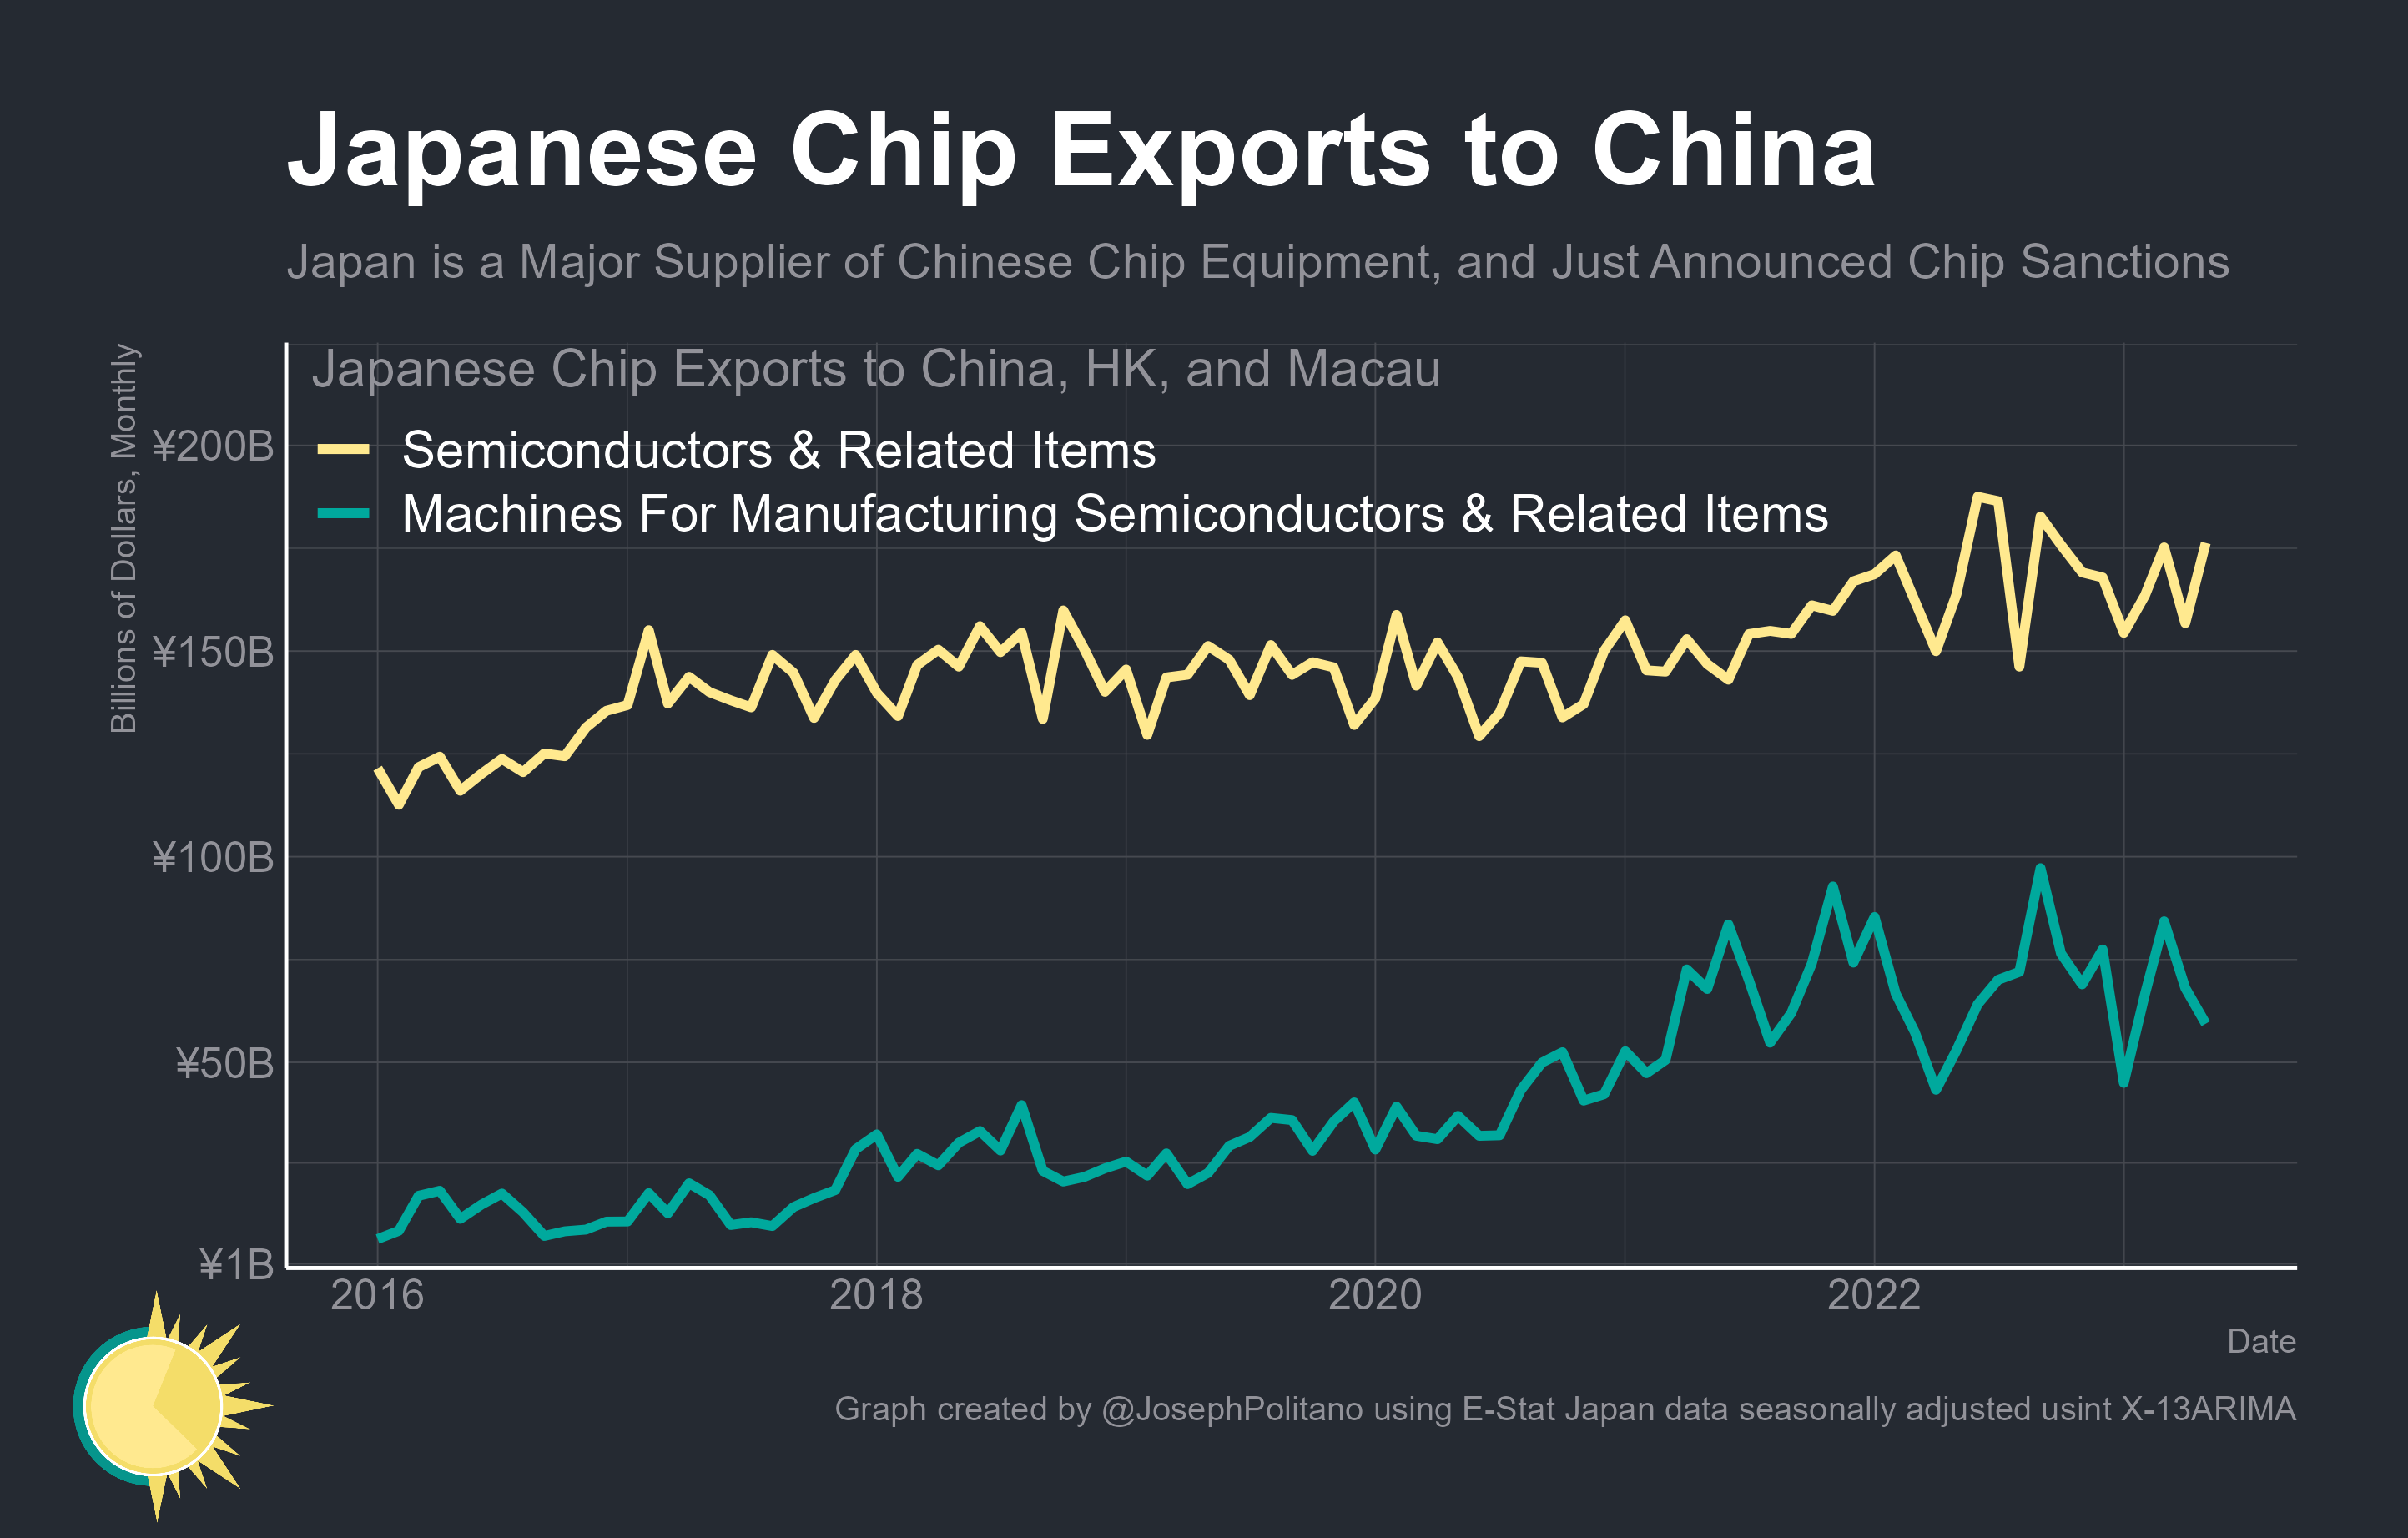 Japanese Chip Exports to China
Japan is a Major Supplier of Chinese Chip Equipment, and Just Announced Chip Sanctions
Billions of Dollars, Monthly
Japanese Chip Exports to China, HK, and Macau
Semiconductors & Related Items
Machines For Manufacturing Semiconductors & Related Items
¥200B
¥150B
¥100B
¥50B
¥1B
2016
2018
2020
2022
Date
Graph created by @JosephPolitano using E-Stat Japan data seasonally adjusted usint X-13ARIMA